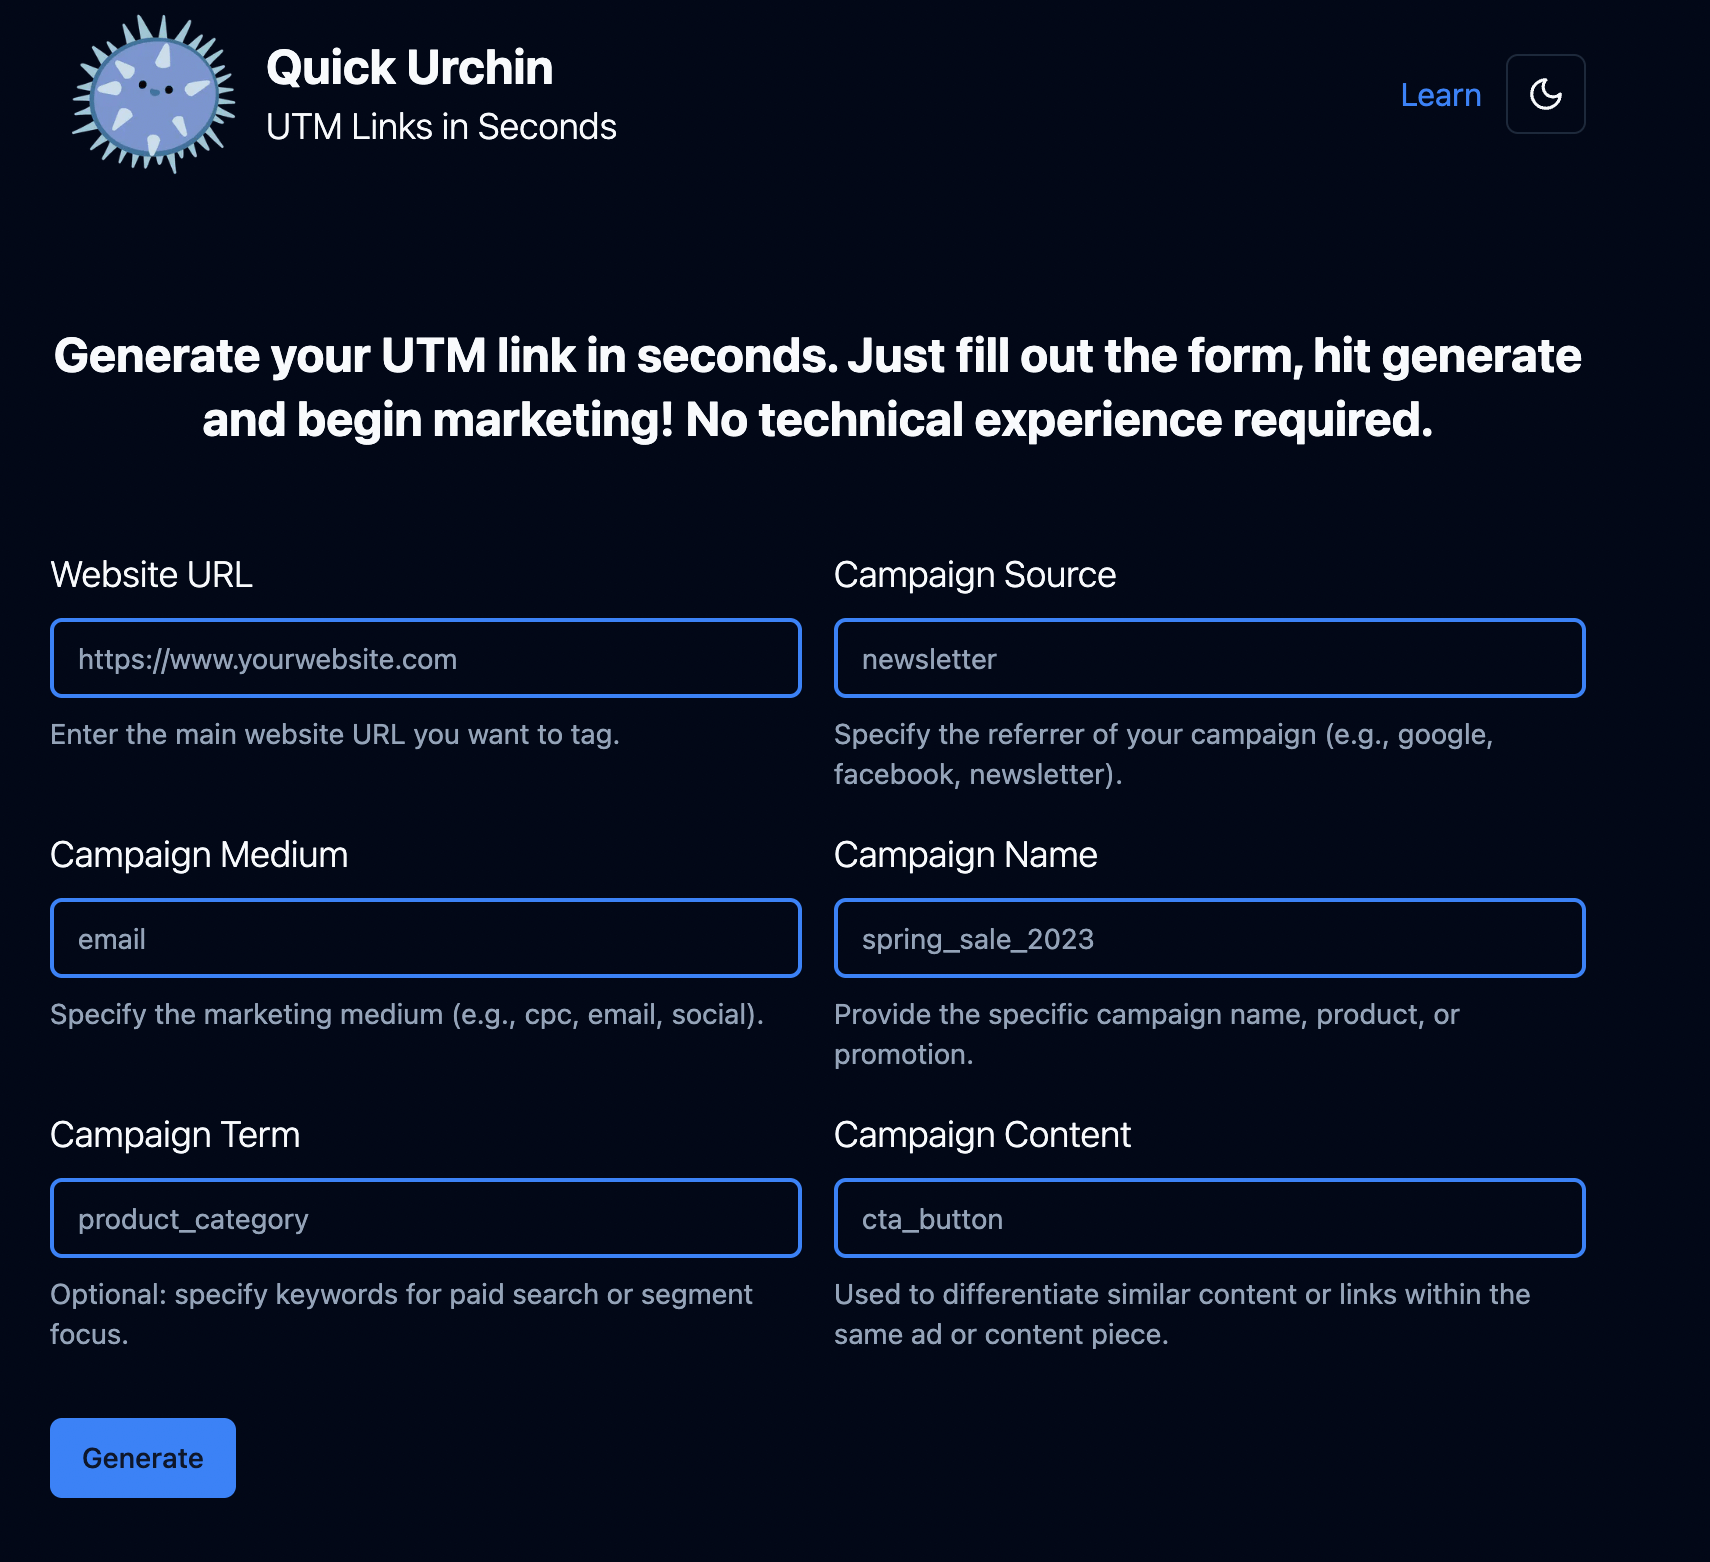 Quick Urchin
UTM Links in Seconds
Learn
Generate your UTM link in seconds. Just fill out the form, hit generate
and begin marketing! No technical experience required.
Website URL
https://www.yourwebsite.com
Enter the main website URL you want to tag.
Campaign Source
newsletter
Specify the referrer of your campaign (e.g., google,
facebook, newsletter).
Campaign Medium
email
Specify the marketing medium (e.g., cpc, email, social).
Campaign Name
spring_sale_2023
Provide the specific campaign name, product, or
promotion.
Campaign Term
product_category
Optional: specify keywords for paid search or segment
focus.
Campaign Content
cta_button
Used to differentiate similar content or links within the
same ad or content piece.
Generate